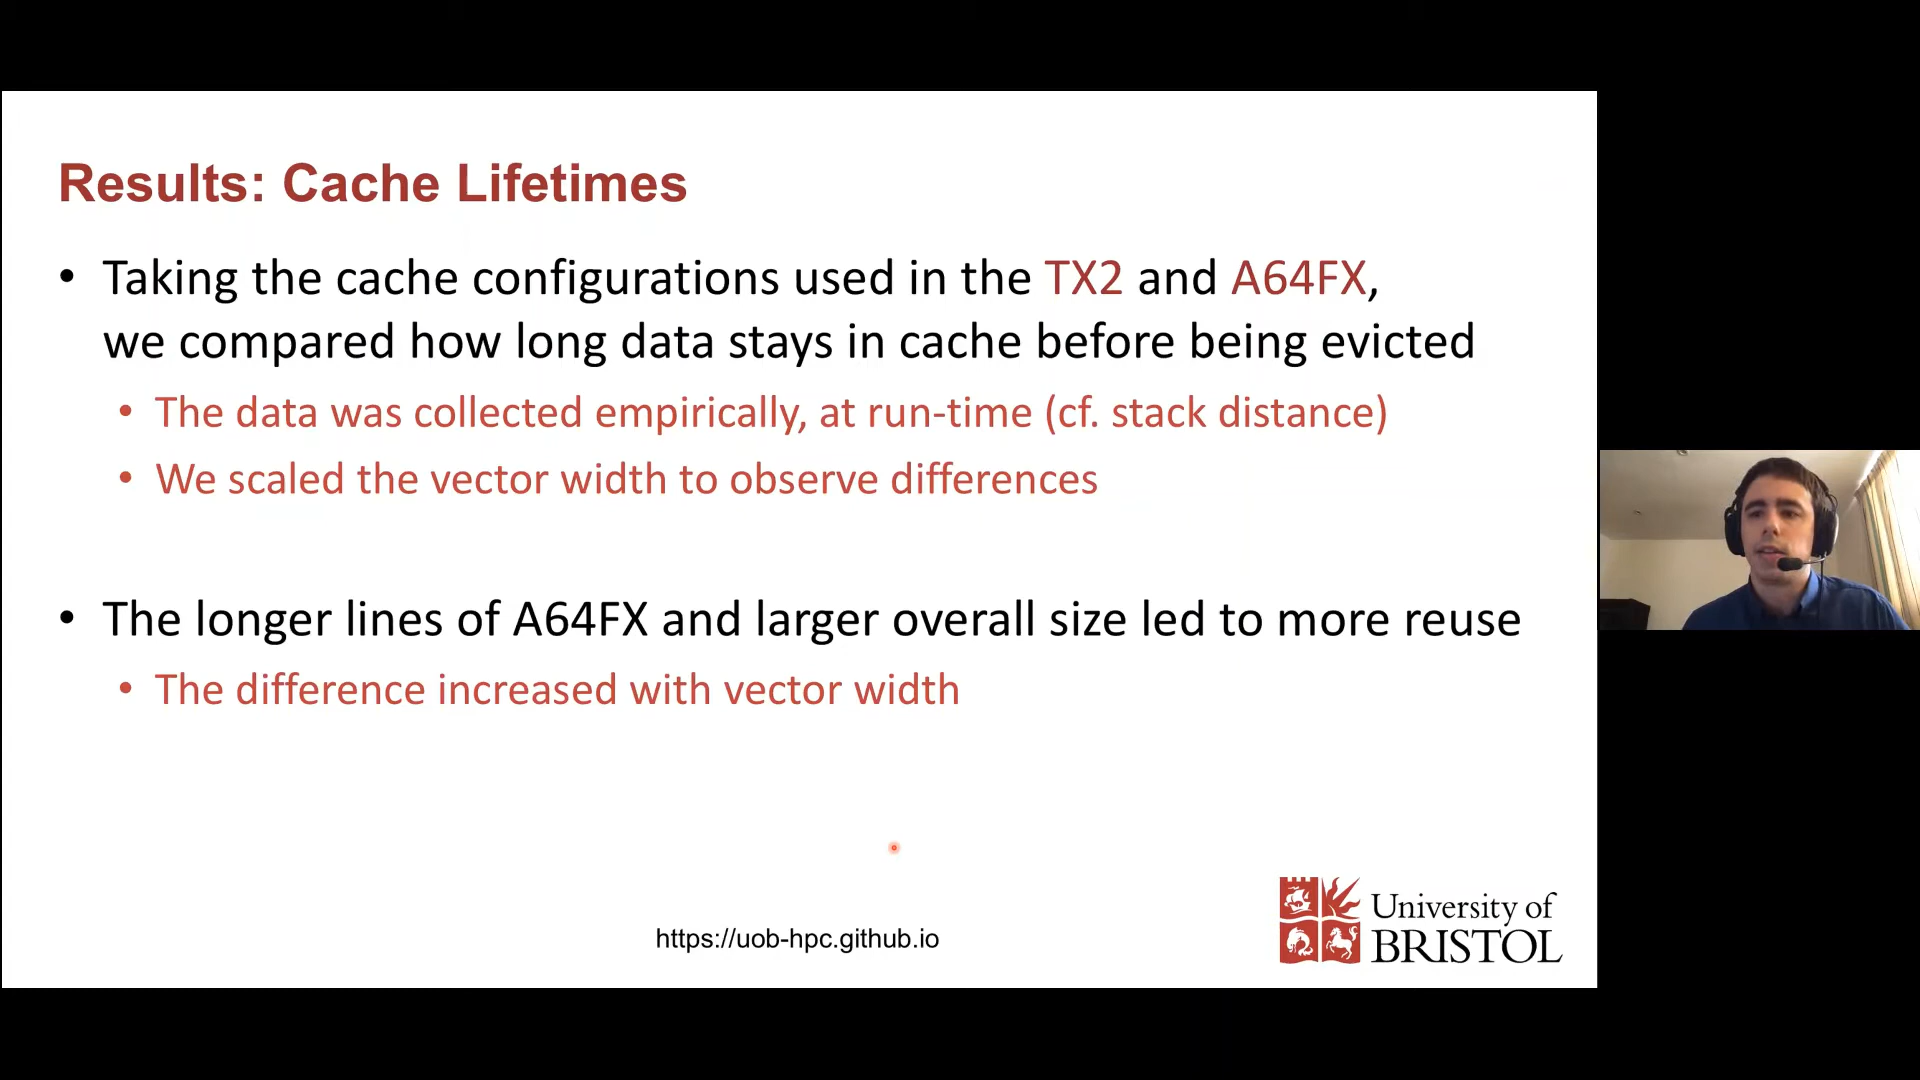 Results: Cache Lifetimes
• Taking the cache configurations used in the TX2 and A64FX,
we compared how long data stays in cache before being evicted
• The data was collected empirically, at run-time (cf. stack distance)
• We scaled the vector width to observe differences
• The longer lines of A64FX and larger overall size led to more reuse
• The difference increased with vector width
https://uob-hpc.github.io
University of
BRISTOL